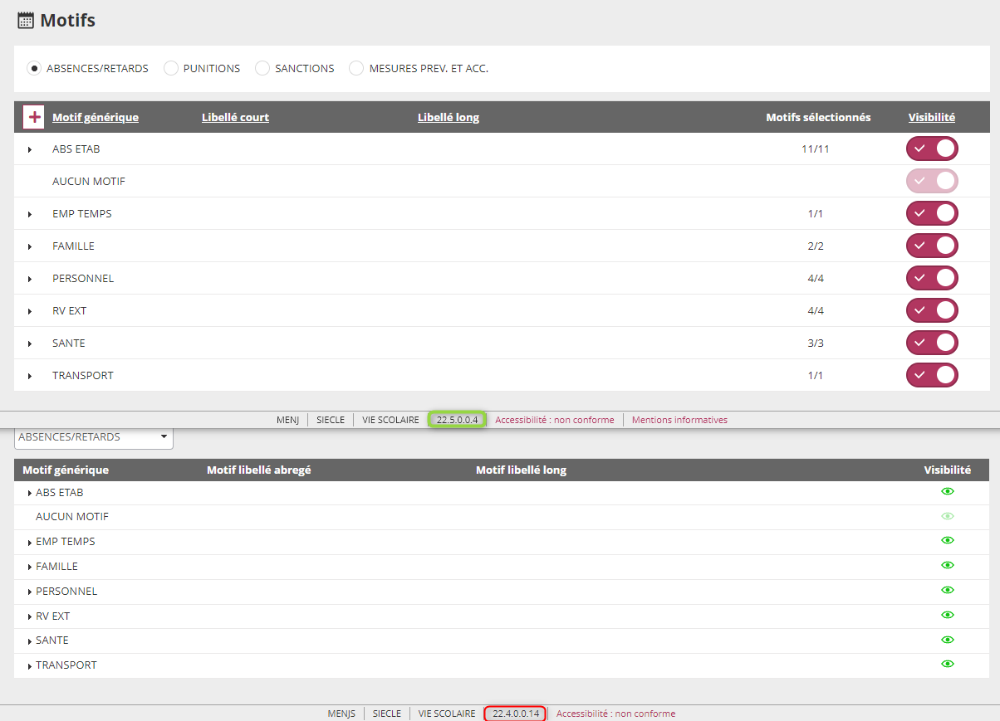 Motifs
ABSENCES/RETARDS PUNITIONS SANCTIONS MESURES PREV. ET ACC.
Motif générique Libellé court Libellé long Motifs sélectionnés Visibilité
ABS ETAB 11/11
AUCUN MOTIF
EMP TEMPS 1/1
FAMILLE 2/2
PERSONNEL 4/4
RV EXT 4/4
SANTE 3/3
TRANSPORT 1/1
MENJ SIECLE VIE SCOLAIRE 22.5.0.0.4 Accessibilité : non conforme Mentions informatives
ABSENCES/RETARDS
Motif générique Motif libellé abregé Motif libellé long Visibilité
ABS ETAB
AUCUN MOTIF
EMP TEMPS
FAMILLE
PERSONNEL
RV EXT
SANTE
TRANSPORT
MENJS SIECLE VIE SCOLAIRE 22.4.0.0.14 Accessibilité : non conforme